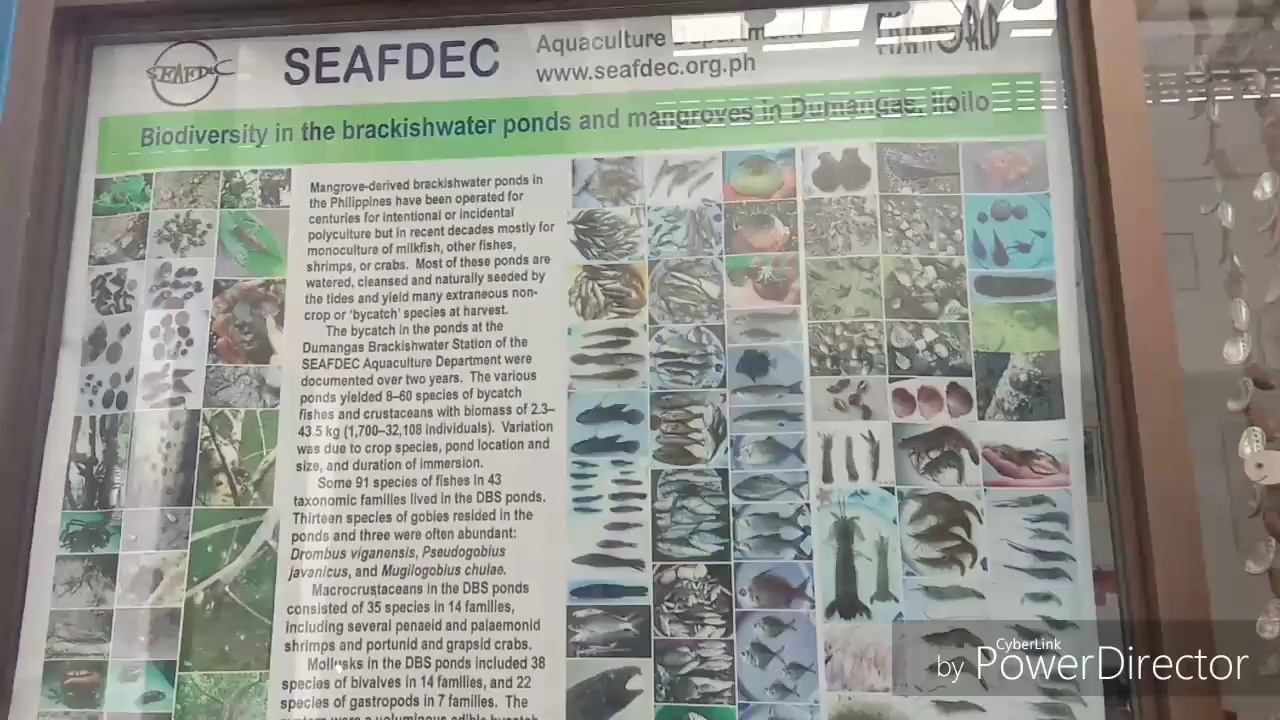 SEAFDEC
SEAFDEC
Aquaculture Department
www.seafdec.org.ph
FISHWORLD
Biodiversity in the brackishwater ponds and mangroves in Dumangas, Iloilo
Mangrove-derived brackishwater ponds in
the Philippines have been operated for
centuries for intentional or incidental
polyculture but in recent decades mostly for
monoculture of milkfish, other fishes,
shrimps, or crabs. Most of these ponds are
watered, cleansed and naturally seeded by
the tides and yield many extraneous non-
crop or ‘bycatch’ species at harvest.
The bycatch in the ponds at the
Dumangas Brackishwater Station of the
SEAFDEC Aquaculture Department were
documented over two years. The various
ponds yielded 8–60 species of bycatch
fishes and crustaceans with biomass of 2.3–
43.5 kg (1,700–32,108 individuals). Variation
was due to crop species, pond location and
size, and duration of immersion.
Some 91 species of fishes in 43
taxonomic families lived in the DBS ponds.
Thirteen species of gobies resided in the
ponds and three were often abundant:
Drombus viganensis, Pseudogobius
javanicus, and Mugilogobius chulae.
Macrocrustaceans in the DBS ponds
consisted of 35 species in 14 families,
including several penaeid and palaemonid
shrimps and portunid and grapsid crabs.
Mollusks in the DBS ponds included 38
species of bivalves in 14 families, and 22
species of gastropods in 7 families. The
were a voluminous edible bycatch
by CyberLink PowerDirector